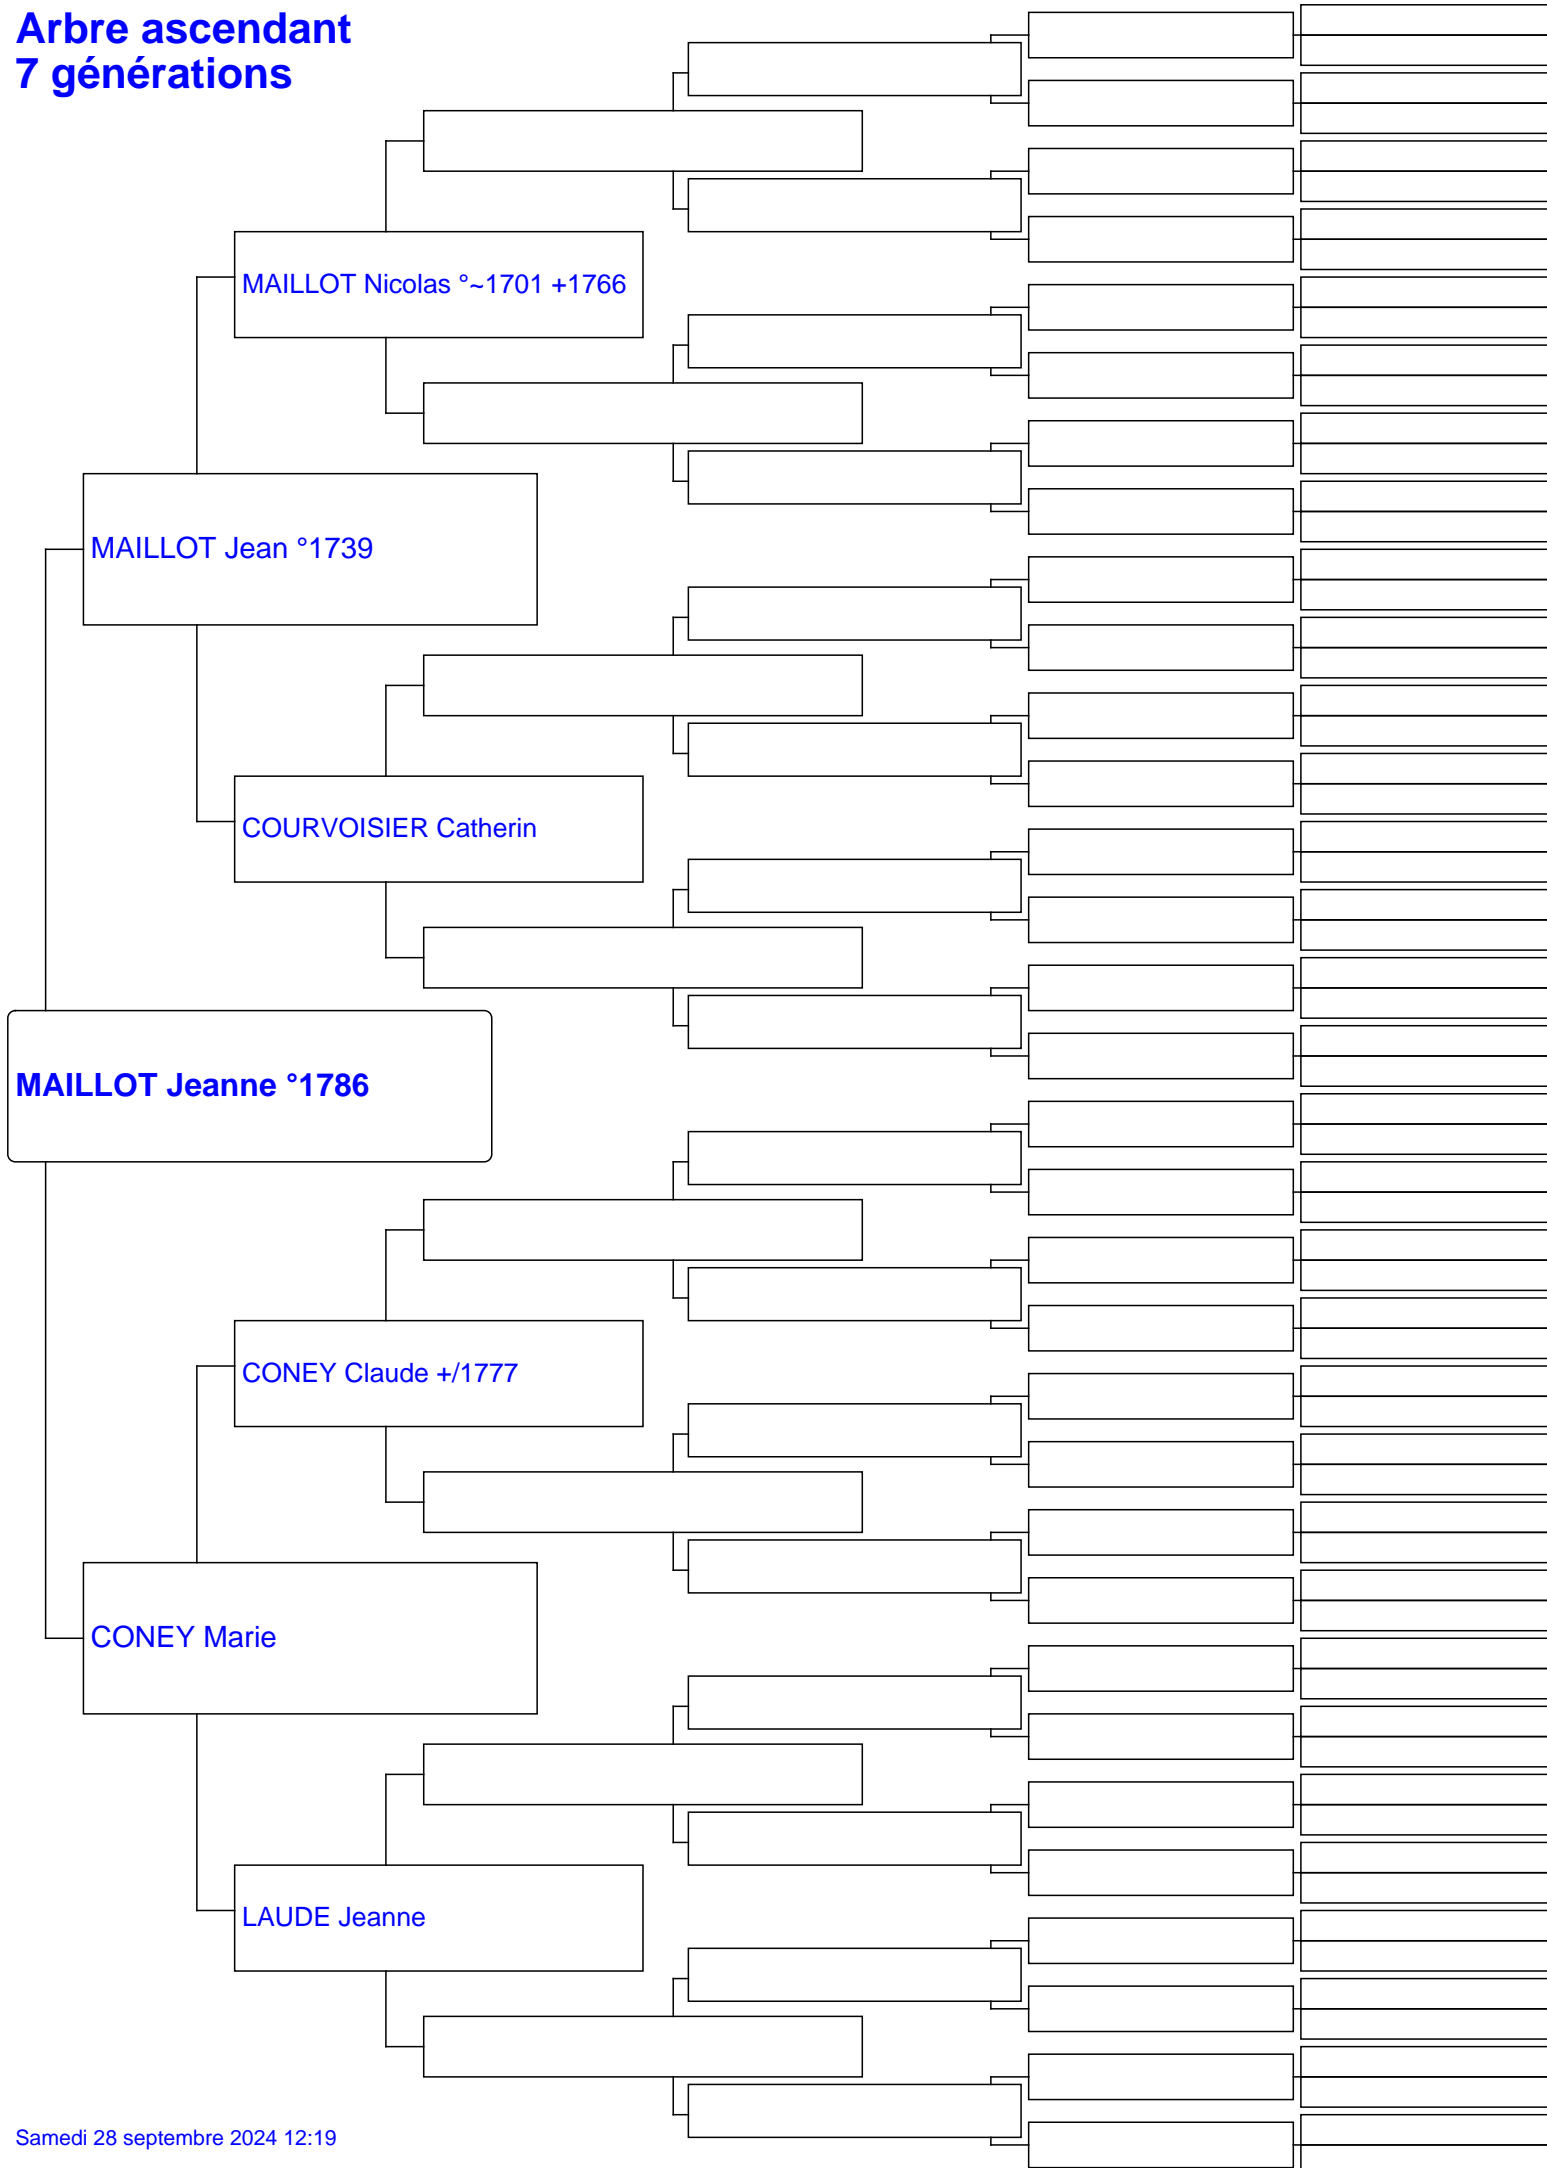 Arbre ascendant
7 générations
MAILLOT Nicolas °~1701 +1766
MAILLOT Jean °1739
COURVOISIER Catherin
MAILLOT Jeanne °1786
CONEY Claude +/1777
CONEY Marie
LAUDE Jeanne
Samedi 28 septembre 2024 12:19